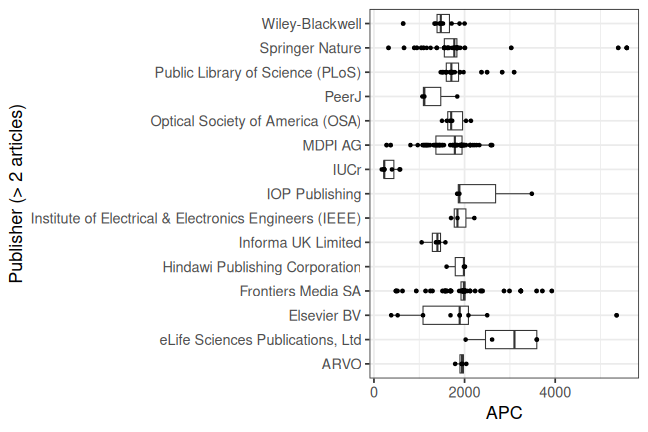 Publisher (> 2 articles)
Wiley-Blackwell
Springer Nature
Public Library of Science (PLoS)
PeerJ
Optical Society of America (OSA)
MDPI AG
IUCr
IOP Publishing
Institute of Electrical & Electronics Engineers (IEEE)
Informa UK Limited
Hindawi Publishing Corporation
Frontiers Media SA
Elsevier BV
eLife Sciences Publications, Ltd
ARVO
0 2000 4000
APC